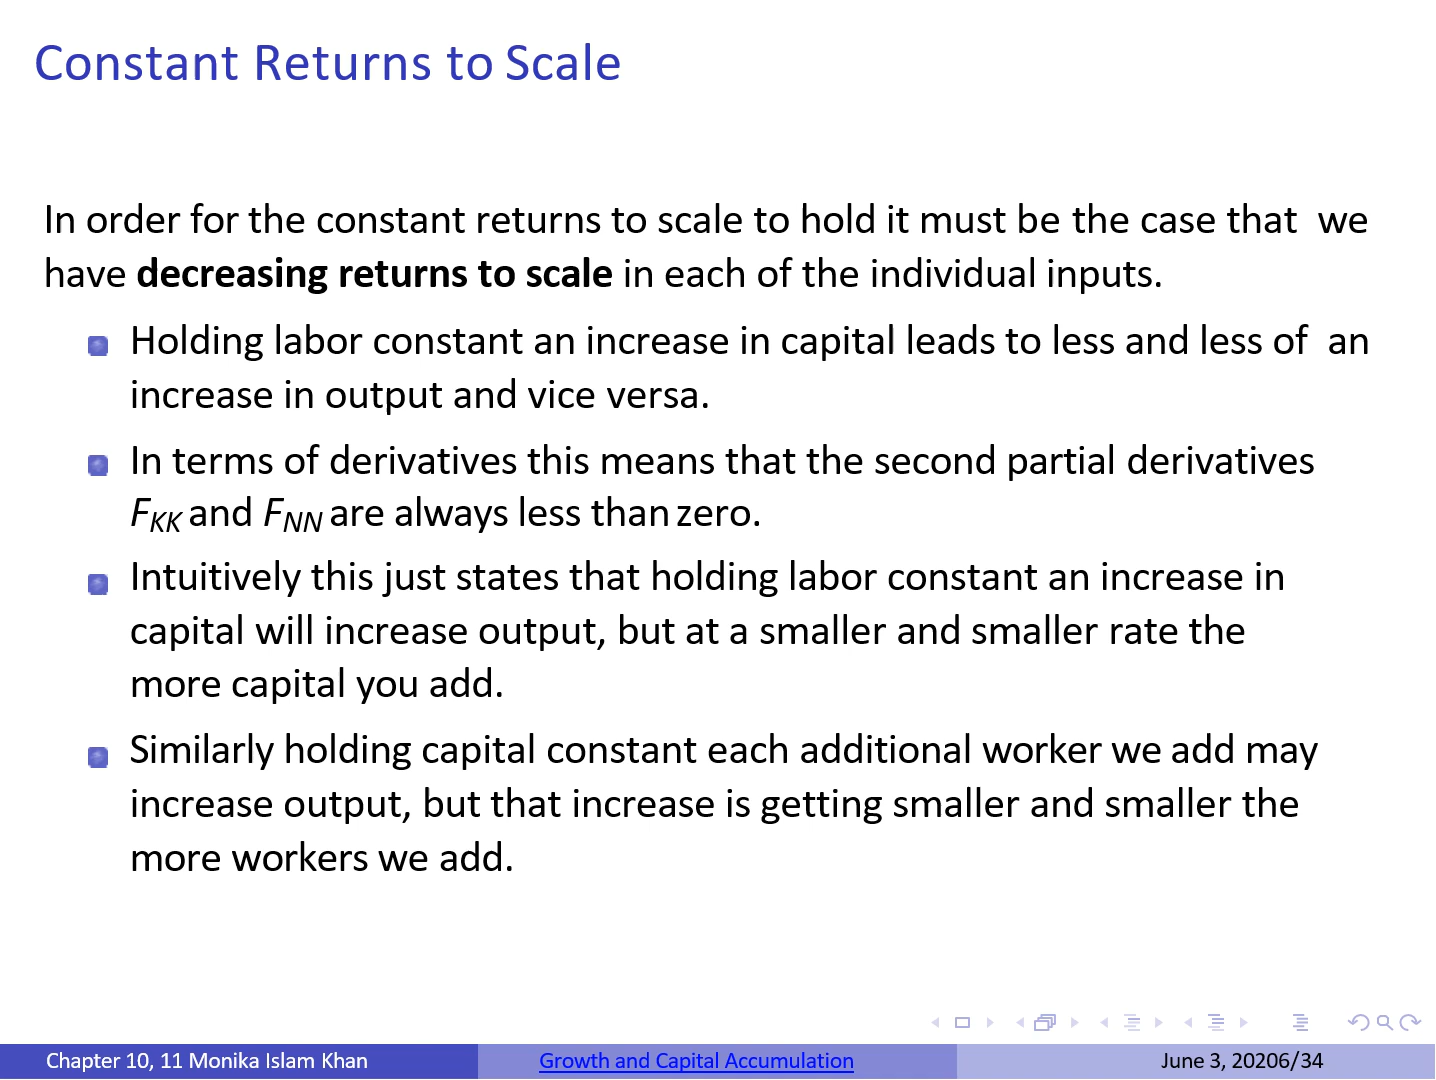 Constant Returns to Scale
In order for the constant returns to scale to hold it must be the case that we
have decreasing returns to scale in each of the individual inputs.
Holding labor constant an increase in capital leads to less and less of an
increase in output and vice versa.
In terms of derivatives this means that the second partial derivatives
F_KK and F_NN are always less than zero.
Intuitively this just states that holding labor constant an increase in
capital will increase output, but at a smaller and smaller rate the
more capital you add.
Similarly holding capital constant each additional worker we add may
increase output, but that increase is getting smaller and smaller the
more workers we add.
Chapter 10, 11 Monika Islam Khan
Growth and Capital Accumulation
June 3, 20206/34